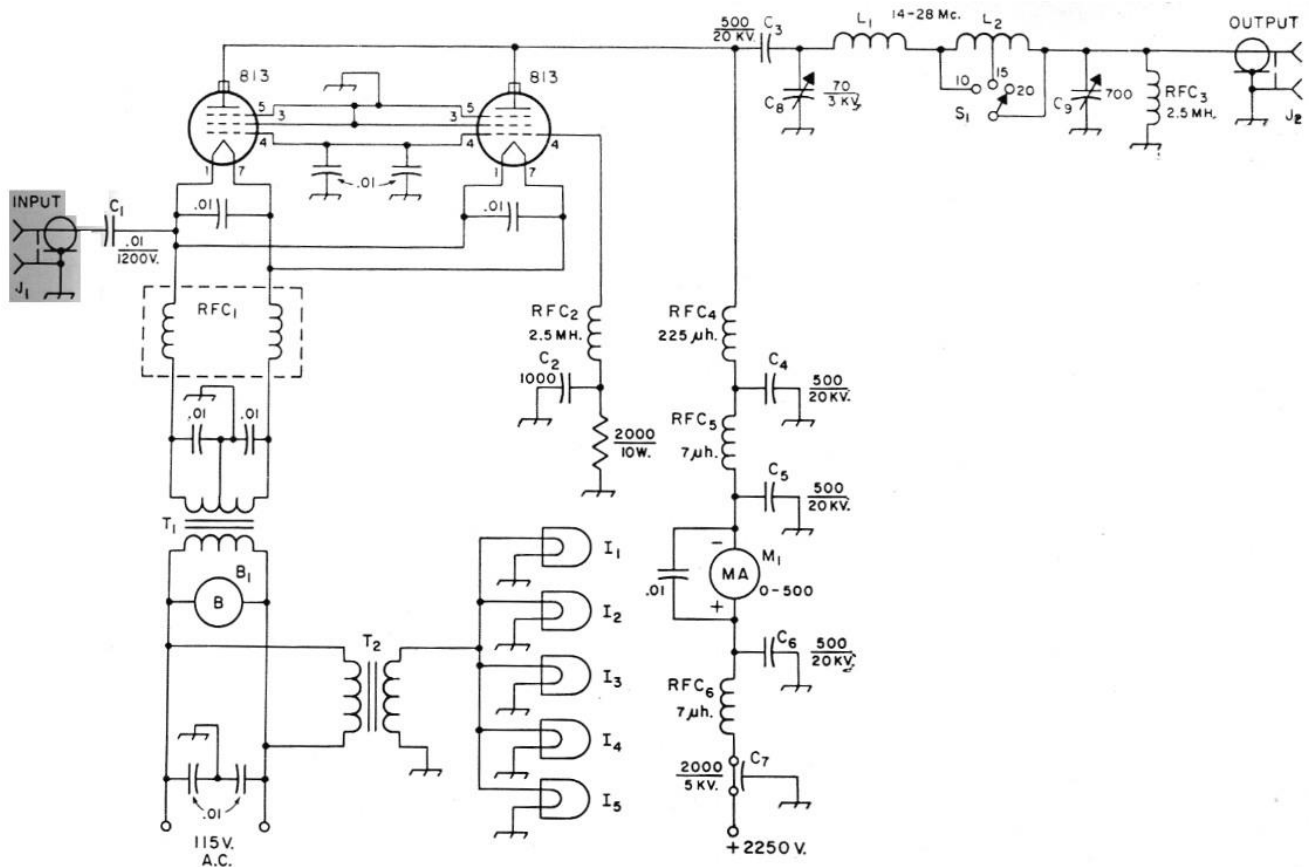 500
20 KV.
C3
L1
14-28 Mc.
L2
OUTPUT
813
813
5
3
4
5
3
4
4
1
7
1
7
.01
.01
.01
INPUT
C1
.01
1200V.
J1
C8
70
3 KV.
10
15
20
S1
C9
700
RFC3
2.5 MH.
J2
RFC1
RFC2
2.5 MH.
C2
1000
2000
10W.
RFC4
225 µh.
C4
500
20 KV.
RFC5
7 µh.
C5
500
20 KV.
.01
.01
T1
B1
B
T2
I1
I2
I3
I4
I5
-
MA
+
M1
0-500
.01
C6
500
20 KV.
RFC6
7 µh.
2000
5 KV.
C7
.01
115 V.
A.C.
+2250 V.